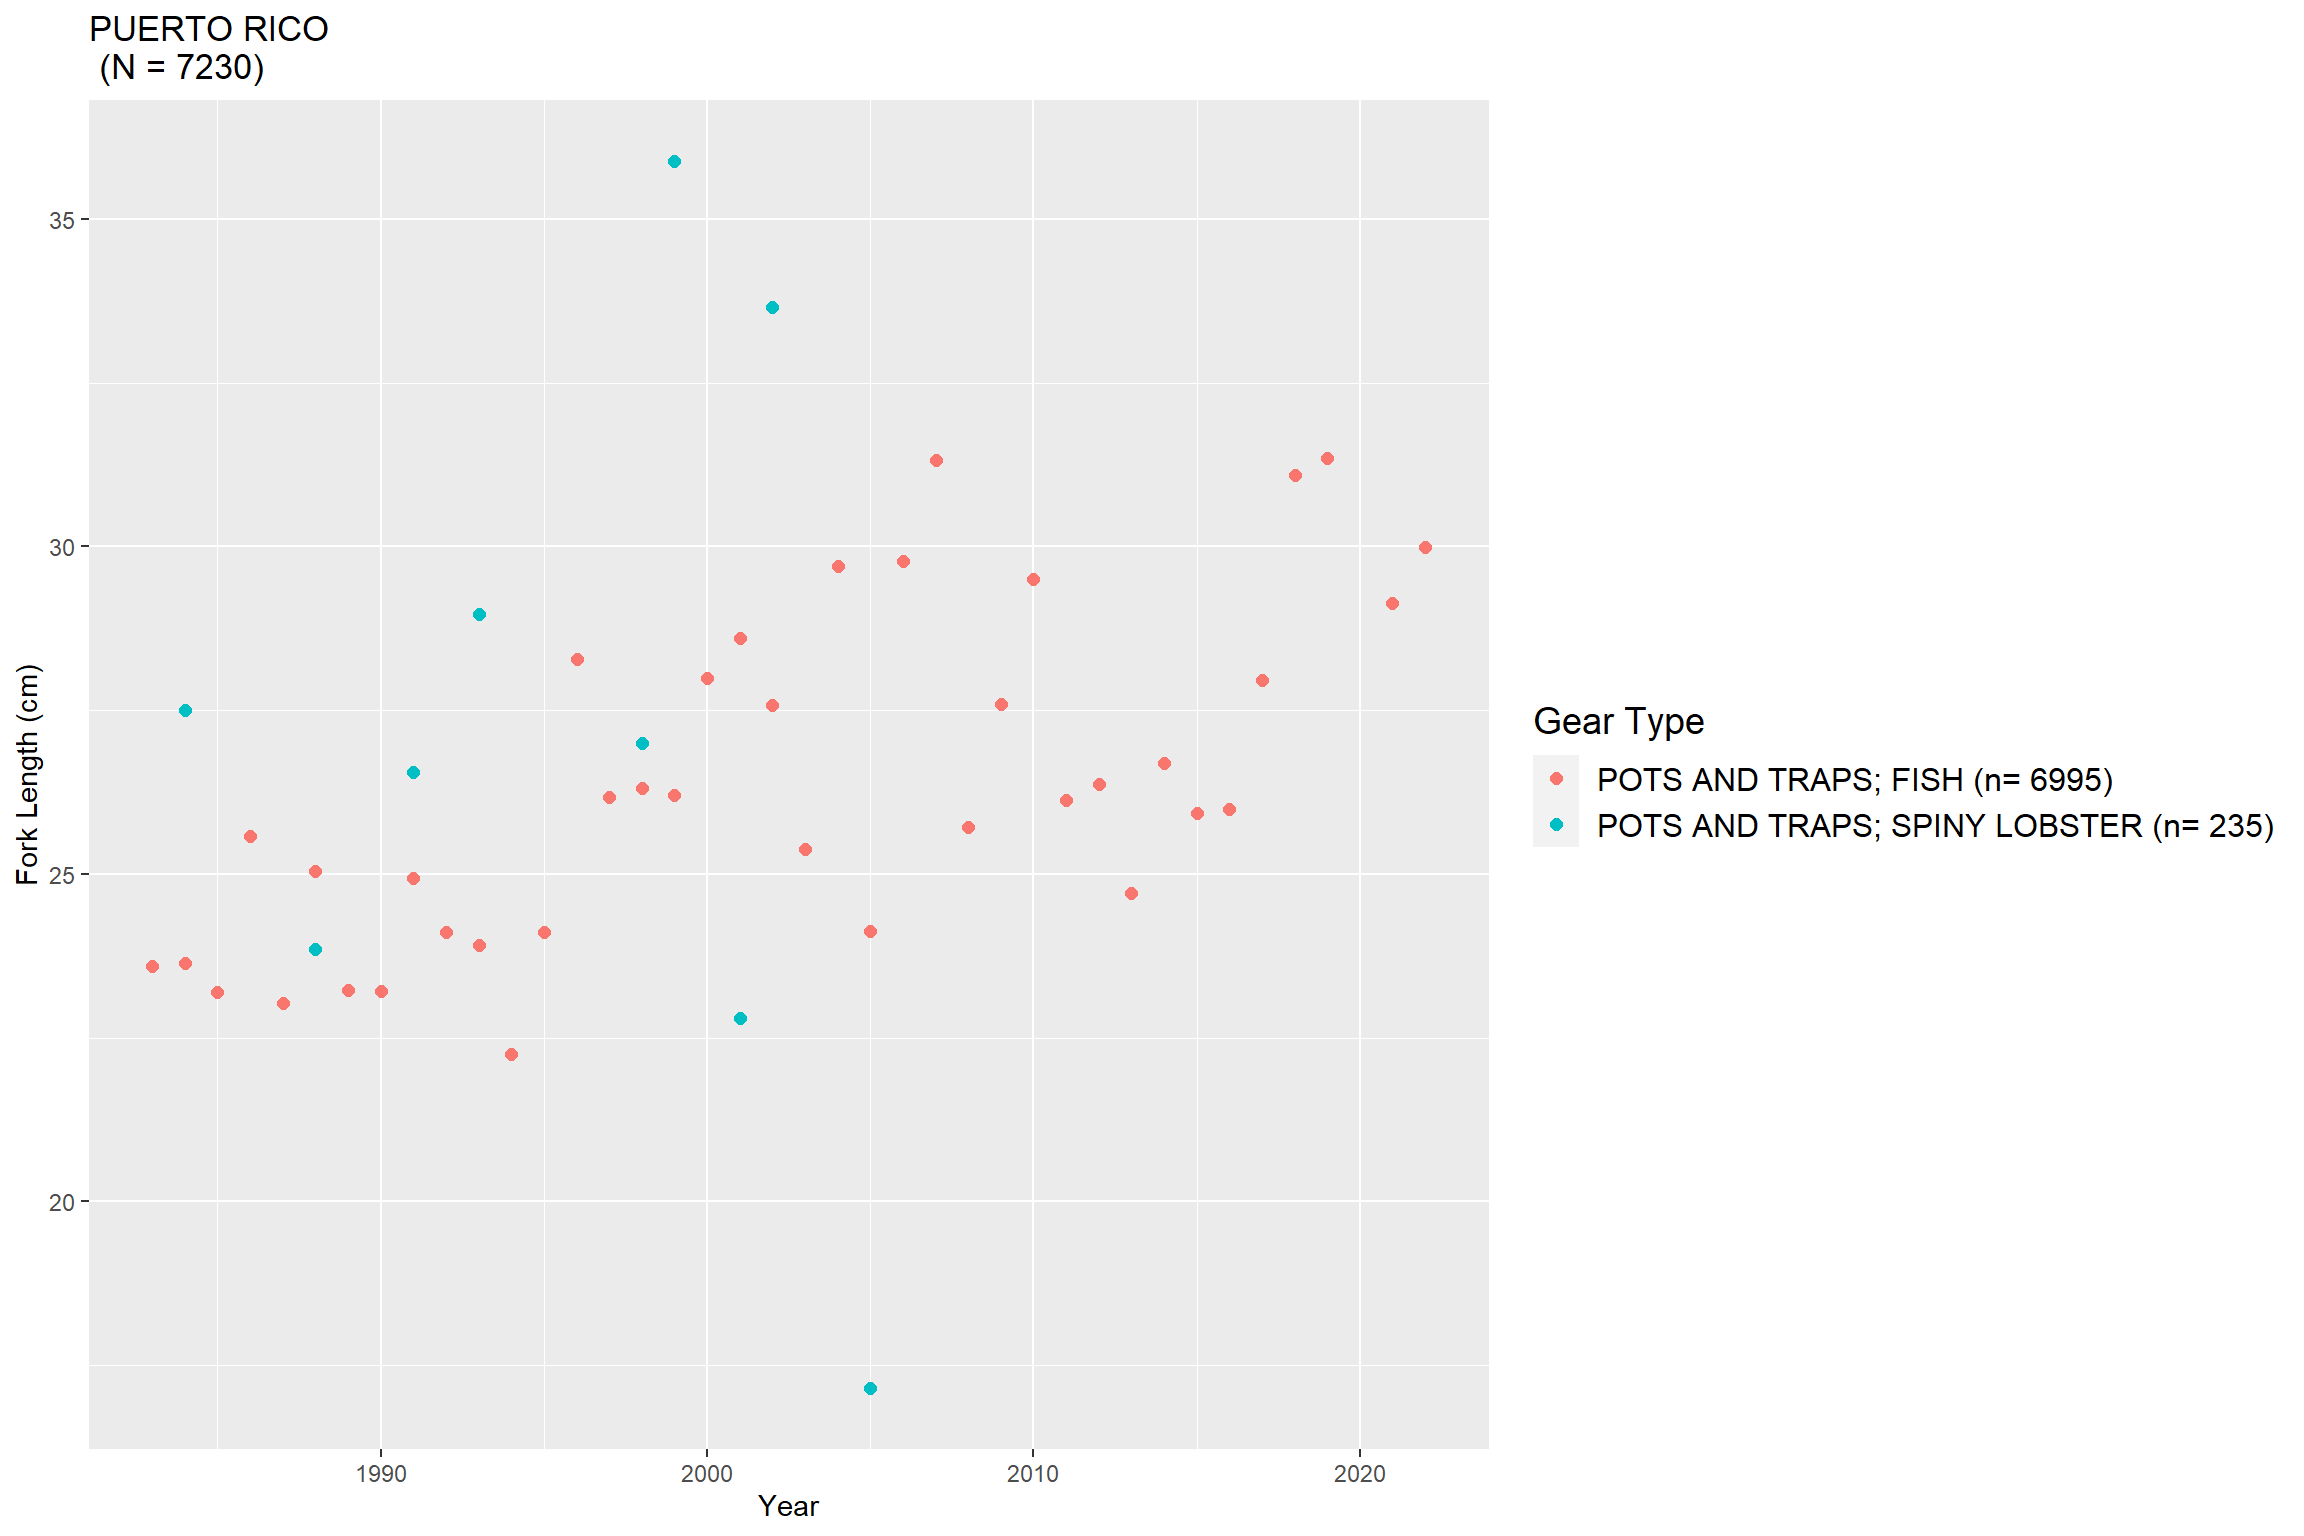 PUERTO RICO
(N = 7230)
35
30
25
20
Fork Length (cm)
1990
2000
2010
2020
Year
Gear Type
POTS AND TRAPS; FISH (n= 6995)
POTS AND TRAPS; SPINY LOBSTER (n= 235)